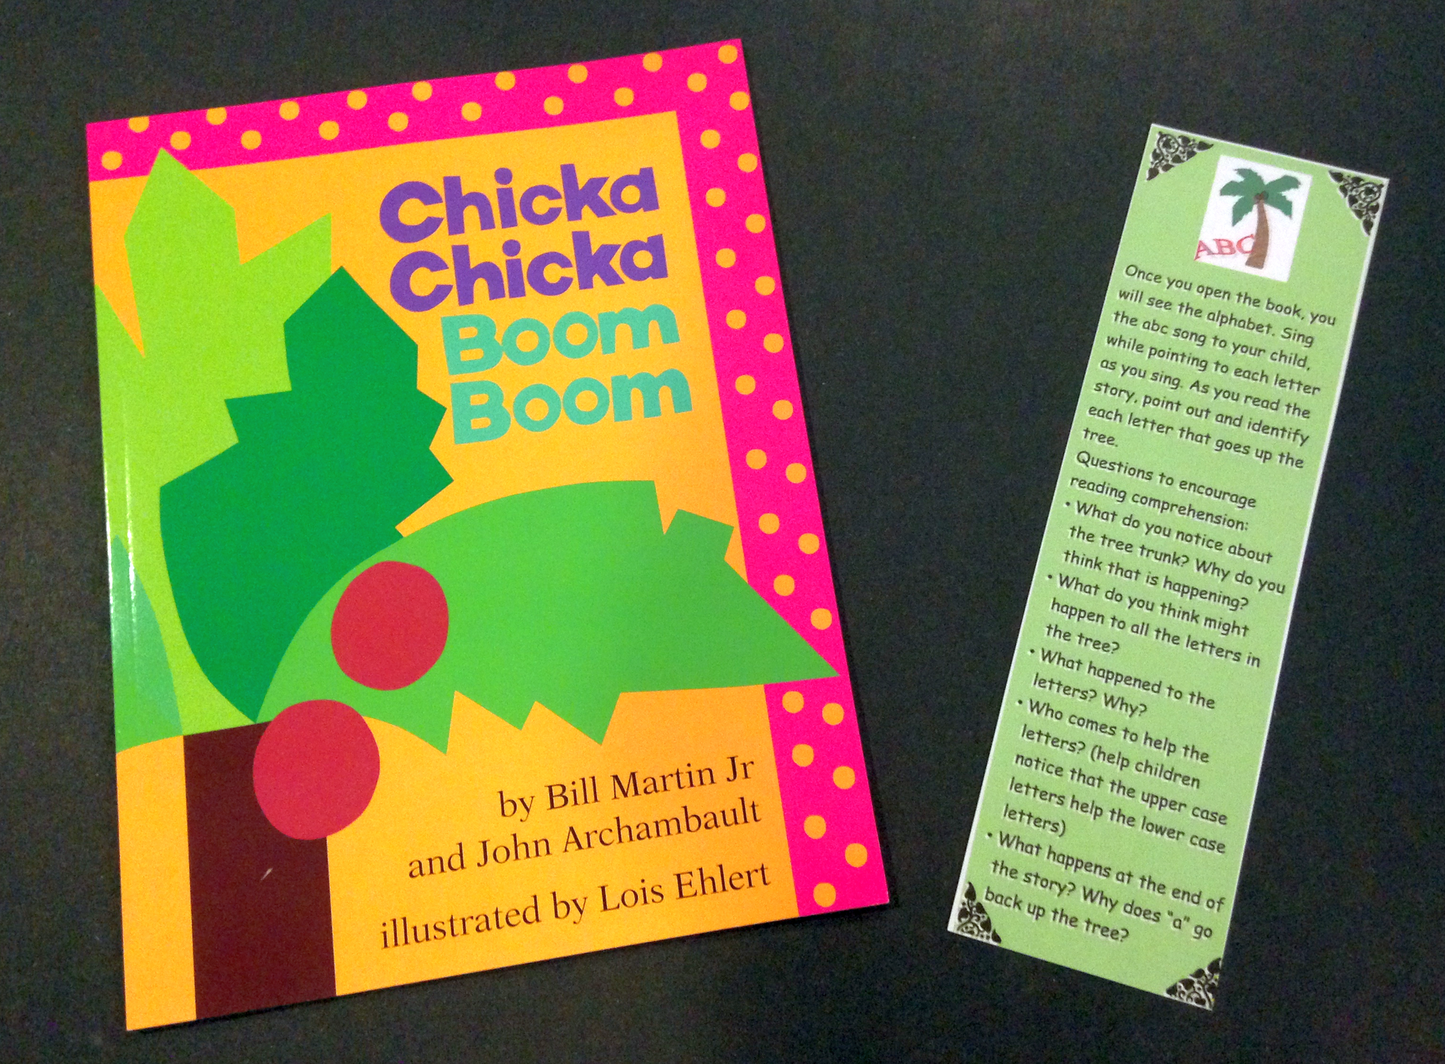 Chicka
Chicka
Boom
Boom
by Bill Martin Jr
and John Archambault
illustrated by Lois Ehlert
ABC
Once you open the book, you
will see the alphabet. Sing
the abc song to your child,
while pointing to each letter
as you sing. As you read the
story, point out and identify
each letter that goes up the
tree.
Questions to encourage
reading comprehension:
• What do you notice about
the tree trunk? Why do you
think that is happening?
• What do you think might
happen to all the letters in
the tree?
• What happened to the
letters? Why?
• Who comes to help the
letters? (help children
notice that the upper case
letters help the lower case
letters)
• What happens at the end of
the story? Why does "a" go
back up the tree?